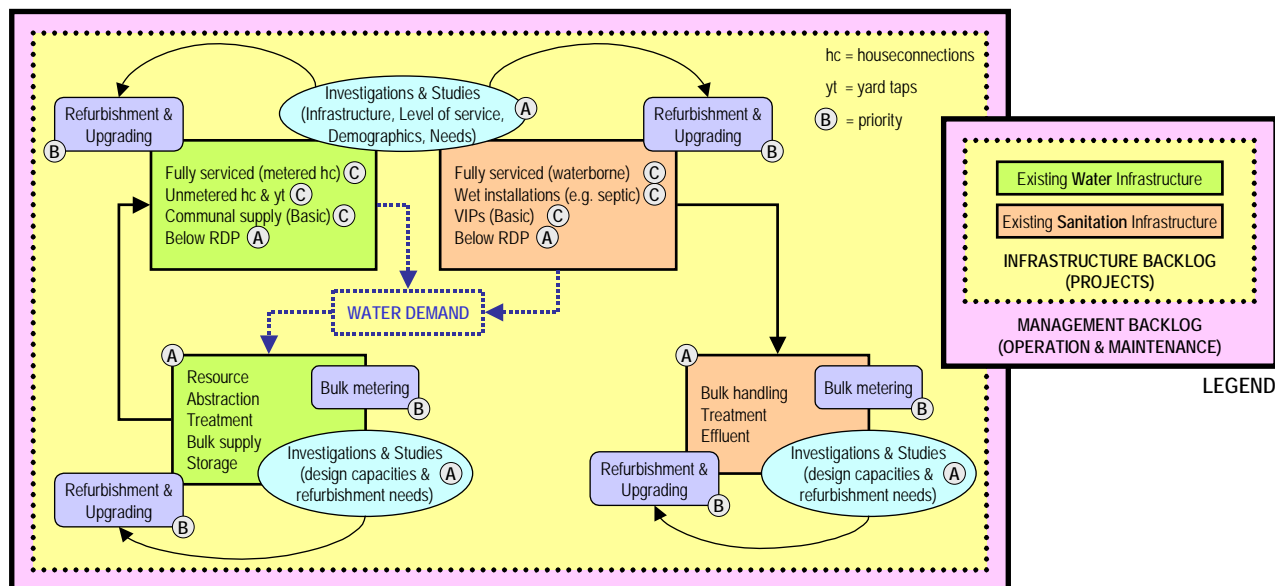 hc = houseconnections
yt = yard taps
B = priority
Refurbishment &
Upgrading
B
Investigations & Studies
(Infrastructure, Level of service,
Demographics, Needs)
A
Refurbishment &
Upgrading
B
Fully serviced (metered hc) C
Unmetered hc & yt C
Communal supply (Basic) C
Below RDP A
Fully serviced (waterborne) C
Wet installations (e.g. septic) C
VIPs (Basic) C
Below RDP A
WATER DEMAND
A
Resource
Abstraction
Treatment
Bulk supply
Storage
Bulk metering
B
Investigations & Studies
(design capacities &
refurbishment needs)
A
Refurbishment &
Upgrading
B
A
Bulk handling
Treatment
Effluent
Bulk metering
B
Investigations & Studies
(design capacities &
refurbishment needs)
A
Refurbishment &
Upgrading
B
Existing Water Infrastructure
Existing Sanitation Infrastructure
INFRASTRUCTURE BACKLOG
(PROJECTS)
MANAGEMENT BACKLOG
(OPERATION & MAINTENANCE)
LEGEND